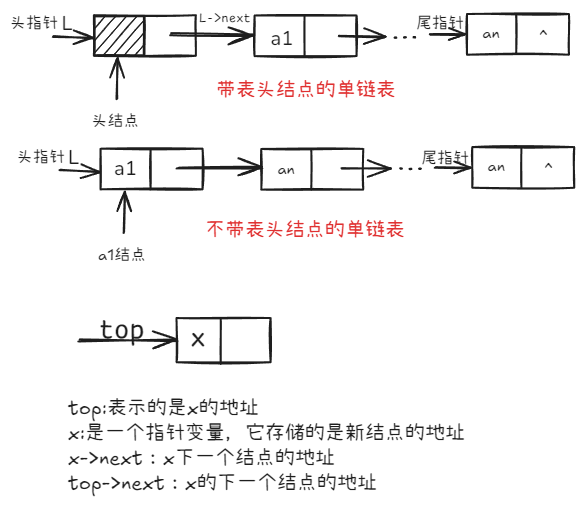 头指针 L L->next a1 ... 尾指针 an ^
头结点 带表头结点的单链表
头指针 L a1 an ... 尾指针 an ^
a1结点 不带表头结点的单链表
top x
top:表示的是x的地址
x:是一个指针变量，它存储的是新结点的地址
x->next：x下一个结点的地址
top->next：x的下一个结点的地址